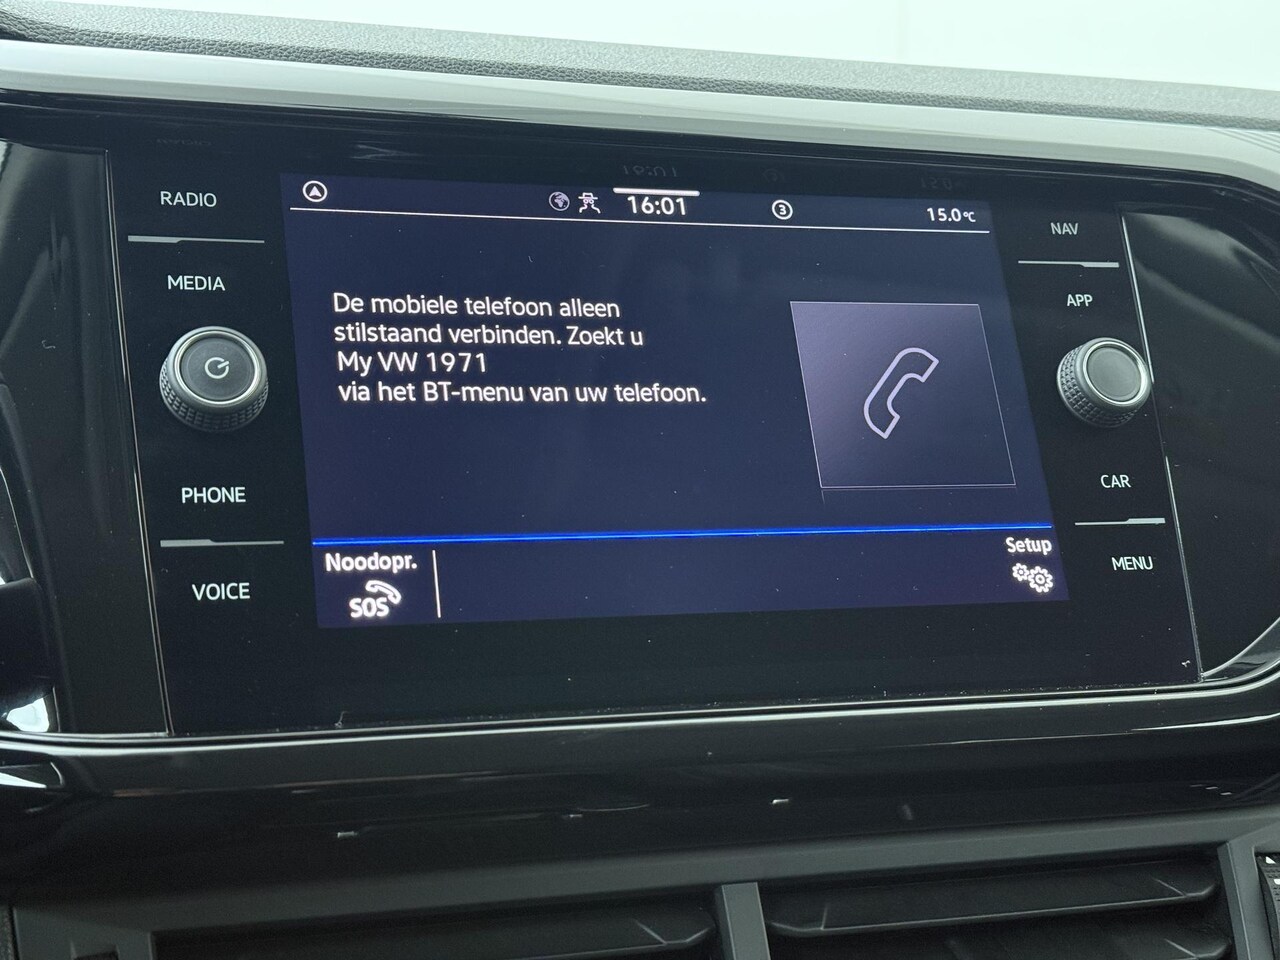 RADIO
MEDIA
PHONE
VOICE
16:01
3
15.0°C
De mobiele telefoon alleen
stilstaand verbinden. Zoekt u
My VW 1971
via het BT-menu van uw telefoon.
Noodopr.
SOS
Setup
NAV
APP
CAR
MENU